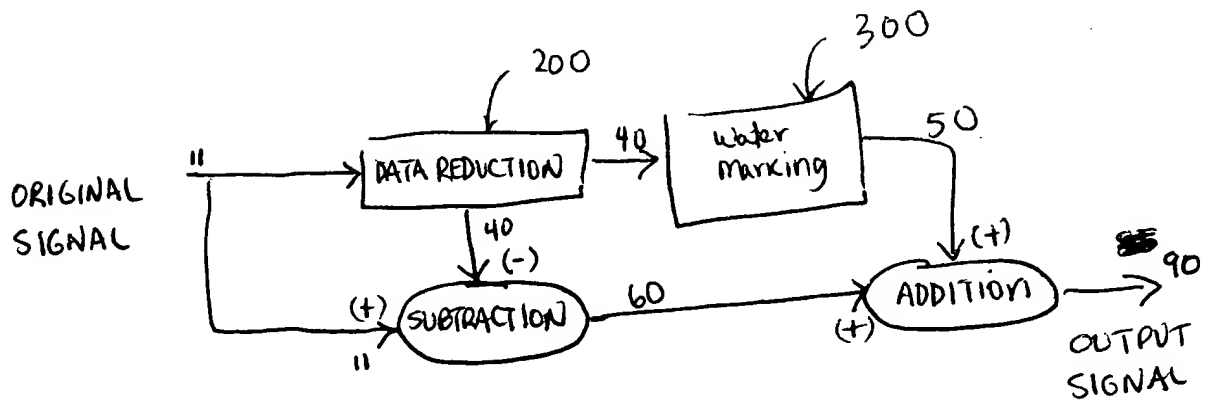 300
200
50
40
Water
marking
11
DATA REDUCTION
ORIGINAL
SIGNAL
40
(-)
(+)
90
60
ADDITION
(+)
SUBTRACTION
(+)
11
OUTPUT
SIGNAL